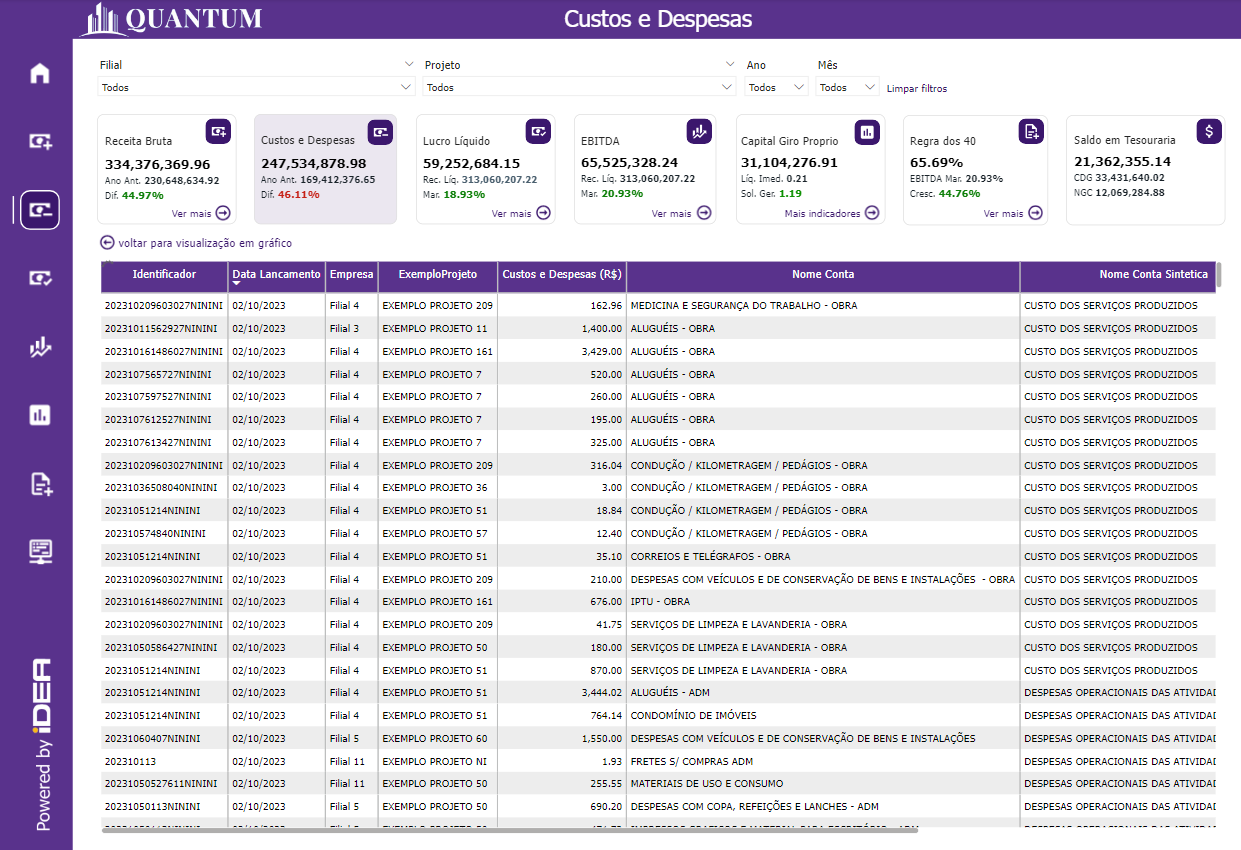 QUANTUM
Custos e Despesas
Filial
Todos
Projeto
Todos
Ano
Todos
Mês
Todos
Limpar filtros
Receita Bruta
334,376,369.96
Ano Ant. 230,648,634.92
Dif. 44.97%
Ver mais
Custos e Despesas
247,534,878.98
Ano Ant. 169,412,376.65
Dif. 46.11%
Lucro Líquido
59,252,684.15
Rec. Líq. 313,060,207.22
Mar. 18.93%
Ver mais
EBITDA
65,525,328.24
Rec. Líq. 313,060,207.22
Mar. 20.93%
Ver mais
Capital Giro Proprio
31,104,276.91
Líq. Imed. 0.21
Sol. Ger. 1.19
Mais indicadores
Regra dos 40
65.69%
EBITDA Mar. 20.93%
Cresc. 44.76%
Ver mais
Saldo em Tesouraria
21,362,355.14
CDG 33,431,640.02
NGC 12,069,284.88
voltar para visualização em gráfico
Identificador Data Lancamento Empresa ExemploProjeto Custos e Despesas (R$) Nome Conta Nome Conta Sintetica
202310209603027NININI 02/10/2023 Filial 4 EXEMPLO PROJETO 209 162.96 MEDICINA E SEGURANÇA DO TRABALHO - OBRA CUSTO DOS SERVIÇOS PRODUZIDOS
20231011562927NININI 02/10/2023 Filial 3 EXEMPLO PROJETO 11 1,400.00 ALUGUÉIS - OBRA CUSTO DOS SERVIÇOS PRODUZIDOS
202310161486027NININI 02/10/2023 Filial 4 EXEMPLO PROJETO 161 3,429.00 ALUGUÉIS - OBRA CUSTO DOS SERVIÇOS PRODUZIDOS
2023107565727NININI 02/10/2023 Filial 4 EXEMPLO PROJETO 7 520.00 ALUGUÉIS - OBRA CUSTO DOS SERVIÇOS PRODUZIDOS
2023107597527NININI 02/10/2023 Filial 4 EXEMPLO PROJETO 7 260.00 ALUGUÉIS - OBRA CUSTO DOS SERVIÇOS PRODUZIDOS
2023107612527NININI 02/10/2023 Filial 4 EXEMPLO PROJETO 7 195.00 ALUGUÉIS - OBRA CUSTO DOS SERVIÇOS PRODUZIDOS
2023107613427NININI 02/10/2023 Filial 4 EXEMPLO PROJETO 7 325.00 ALUGUÉIS - OBRA CUSTO DOS SERVIÇOS PRODUZIDOS
202310209603027NININI 02/10/2023 Filial 4 EXEMPLO PROJETO 209 316.04 CONDUÇÃO / KILOMETRAGEM / PEDÁGIOS - OBRA CUSTO DOS SERVIÇOS PRODUZIDOS
20231036508040NININI 02/10/2023 Filial 4 EXEMPLO PROJETO 36 3.00 CONDUÇÃO / KILOMETRAGEM / PEDÁGIOS - OBRA CUSTO DOS SERVIÇOS PRODUZIDOS
20231051214NININI 02/10/2023 Filial 4 EXEMPLO PROJETO 51 18.84 CONDUÇÃO / KILOMETRAGEM / PEDÁGIOS - OBRA CUSTO DOS SERVIÇOS PRODUZIDOS
202310574840NININI 02/10/2023 Filial 4 EXEMPLO PROJETO 57 12.40 CONDUÇÃO / KILOMETRAGEM / PEDÁGIOS - OBRA CUSTO DOS SERVIÇOS PRODUZIDOS
20231051214NININI 02/10/2023 Filial 4 EXEMPLO PROJETO 51 35.10 CORREIOS E TELÉGRAFOS - OBRA CUSTO DOS SERVIÇOS PRODUZIDOS
202310209603027NININI 02/10/2023 Filial 4 EXEMPLO PROJETO 209 210.00 DESPESAS COM VEÍCULOS E DE CONSERVAÇÃO DE BENS E INSTALAÇÕES - OBRA CUSTO DOS SERVIÇOS PRODUZIDOS
202310161486027NININI 02/10/2023 Filial 4 EXEMPLO PROJETO 161 676.00 IPTU - OBRA CUSTO DOS SERVIÇOS PRODUZIDOS
202310209603027NININI 02/10/2023 Filial 4 EXEMPLO PROJETO 209 41.75 SERVIÇOS DE LIMPEZA E LAVANDERIA - OBRA CUSTO DOS SERVIÇOS PRODUZIDOS
20231050586427NININI 02/10/2023 Filial 4 EXEMPLO PROJETO 50 180.00 SERVIÇOS DE LIMPEZA E LAVANDERIA - OBRA CUSTO DOS SERVIÇOS PRODUZIDOS
20231051214NININI 02/10/2023 Filial 4 EXEMPLO PROJETO 51 870.00 SERVIÇOS DE LIMPEZA E LAVANDERIA - OBRA CUSTO DOS SERVIÇOS PRODUZIDOS
20231051214NININI 02/10/2023 Filial 4 EXEMPLO PROJETO 51 3,444.02 ALUGUÉIS - ADM DESPESAS OPERACIONAIS DAS ATIVIDAD
20231051214NININI 02/10/2023 Filial 4 EXEMPLO PROJETO 51 764.14 CONDOMÍNIO DE IMÓVEIS DESPESAS OPERACIONAIS DAS ATIVIDAD
20231060407NININI 02/10/2023 Filial 5 EXEMPLO PROJETO 60 1,550.00 DESPESAS COM VEÍCULOS E DE CONSERVAÇÃO DE BENS E INSTALAÇÕES DESPESAS OPERACIONAIS DAS ATIVIDAD
202310113 02/10/2023 Filial 11 EXEMPLO PROJETO NI 1.93 FRETES S/ COMPRAS ADM DESPESAS OPERACIONAIS DAS ATIVIDAD
20231050527611NININI 02/10/2023 Filial 11 EXEMPLO PROJETO 50 255.55 MATERIAIS DE USO E CONSUMO DESPESAS OPERACIONAIS DAS ATIVIDAD
20231050113NININI 02/10/2023 Filial 5 EXEMPLO PROJETO 50 690.20 DESPESAS COM COPA, REFEIÇÕES E LANCHES - ADM DESPESAS OPERACIONAIS DAS ATIVIDAD
Powered by iDEA